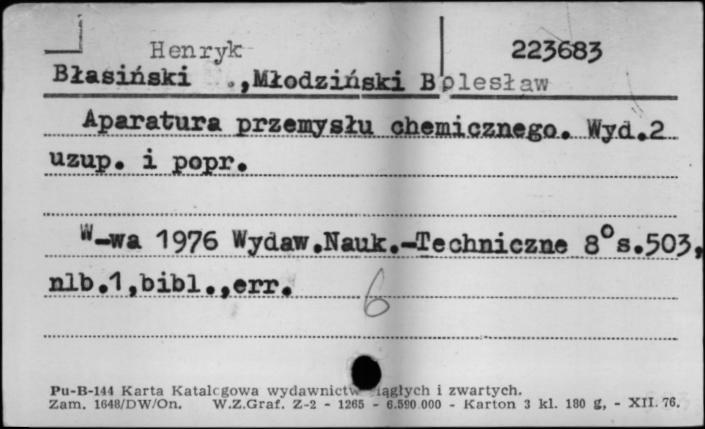 Henryk 223683
Błasiński ., Młodziński Bolesław
Aparatura przemysłu chemicznego. Wyd.2
uzup. i popr.
W-wa 1976 Wydaw.Nauk.-Techniczne 8° s.503,
nlb.1,bibl.,err.
6
Pu-B-144 Karta Katalogowa wydawnictw ciągłych i zwartych.
Zam. 1648/DW/On. W.Z.Graf. Z-2 - 1265 - 6.590.000 - Karton 3 kl. 180 g, - XII. 76.